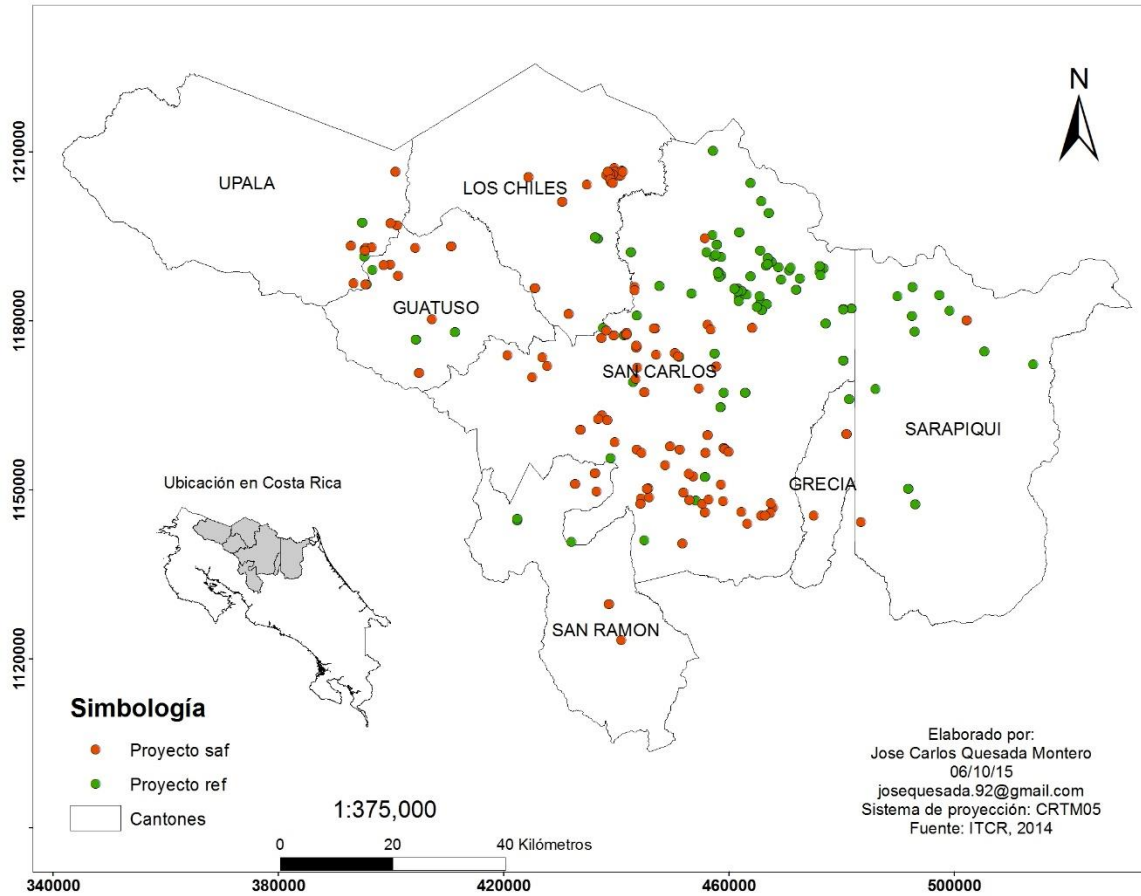 N
1210000
1180000
1150000
1120000
UPALA
LOS CHILES
GUATUSO
SAN CARLOS
SARAPIQUI
GRECIA
SAN RAMON
Ubicación en Costa Rica
Simbología
Proyecto saf
Proyecto ref
Cantones
1:375,000
0 20 40 Kilómetros
Elaborado por:
Jose Carlos Quesada Montero
06/10/15
josequesada.92@gmail.com
Sistema de proyección: CRTM05
Fuente: ITCR, 2014
340000 380000 420000 460000 500000